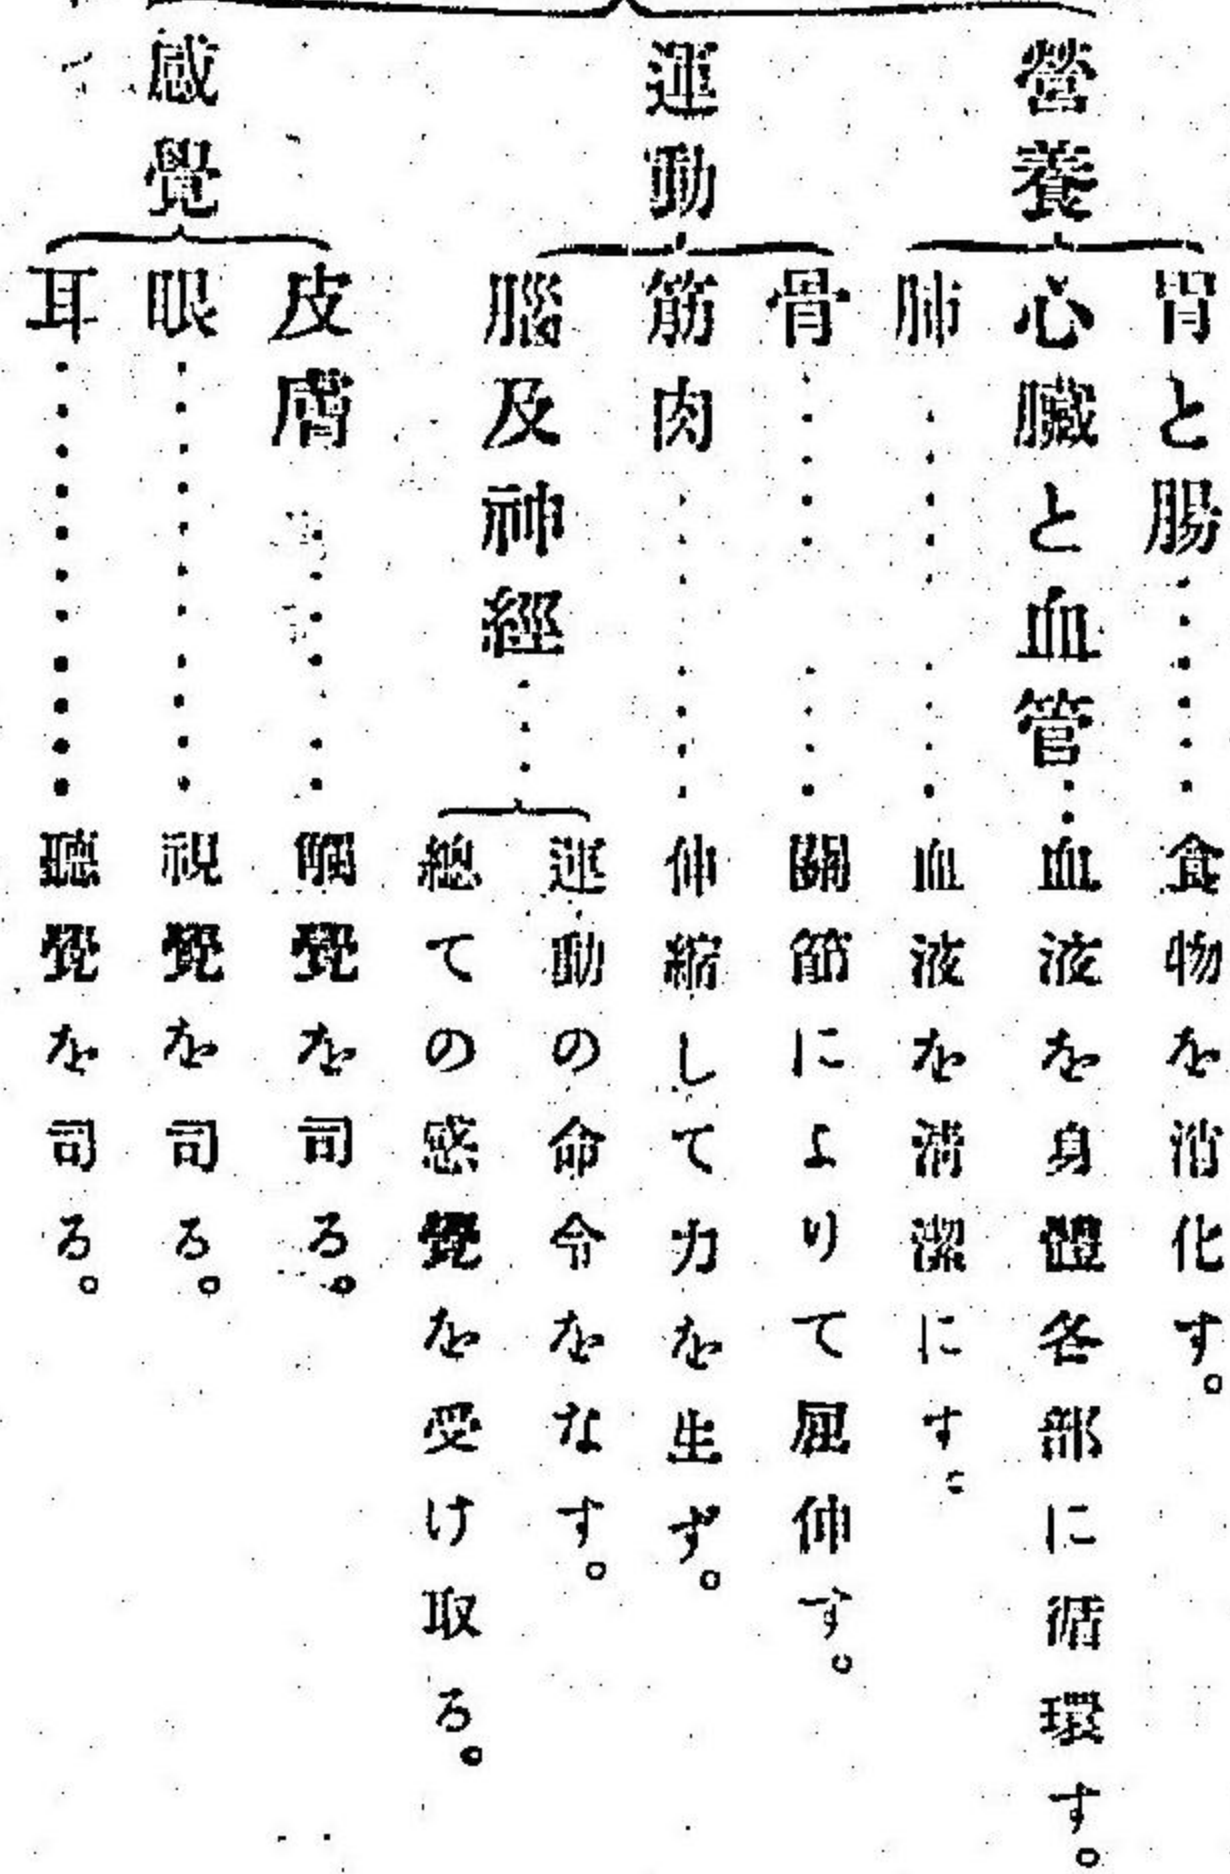 營養
胃と腸…………食物を消化す。
心臟と血管…血液を身體各部に循環す。
肺…………血液を淸潔にす。
運動
骨…………關節によりて屈伸す。
筋肉…………伸縮して力を生ず。
腦及神經……
運動の命令をなす。
總ての感覺を受け取る。
感覺
皮膚…………觸覺を司る。
眼…………視覺を司る。
耳…………聽覺を司る。